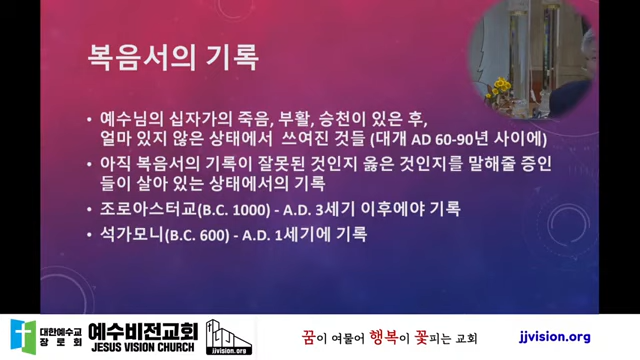 복음서의 기록
• 예수님의 십자가의 죽음, 부활, 승천이 있은 후,
얼마 있지 않은 상태에서 쓰여진 것들 (대개 AD 60-90년 사이에)
• 아직 복음서의 기록이 잘못된 것인지 옳은 것인지를 말해줄 증인
들이 살아 있는 상태에서의 기록
• 조로아스터교(B.C. 1000) - A.D. 3세기 이후에야 기록
• 석가모니(B.C. 600) - A.D. 1세기에 기록
대한예수교
장로회
예수비전교회
JESUS VISION CHURCH
jjvision.org
꿈이 여물어 행복이 꽃피는 교회
jjvision.org